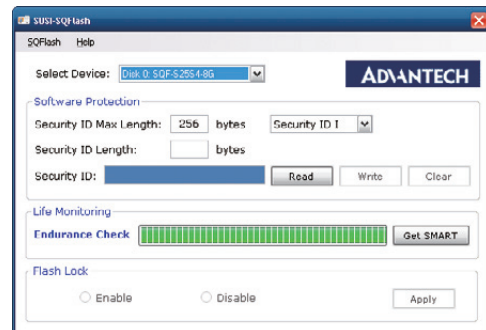 SUSI-SQFlash
SQFlash Help
Select Device: Disk 0: SQF-S25S4-8G
ADVANTECH
Software Protection
Security ID Max Length: 256 bytes Security ID I
Security ID Length: bytes
Security ID: Read Write Clear
Life Monitoring
Endurance Check Get SMART
Flash Lock
Enable Disable Apply